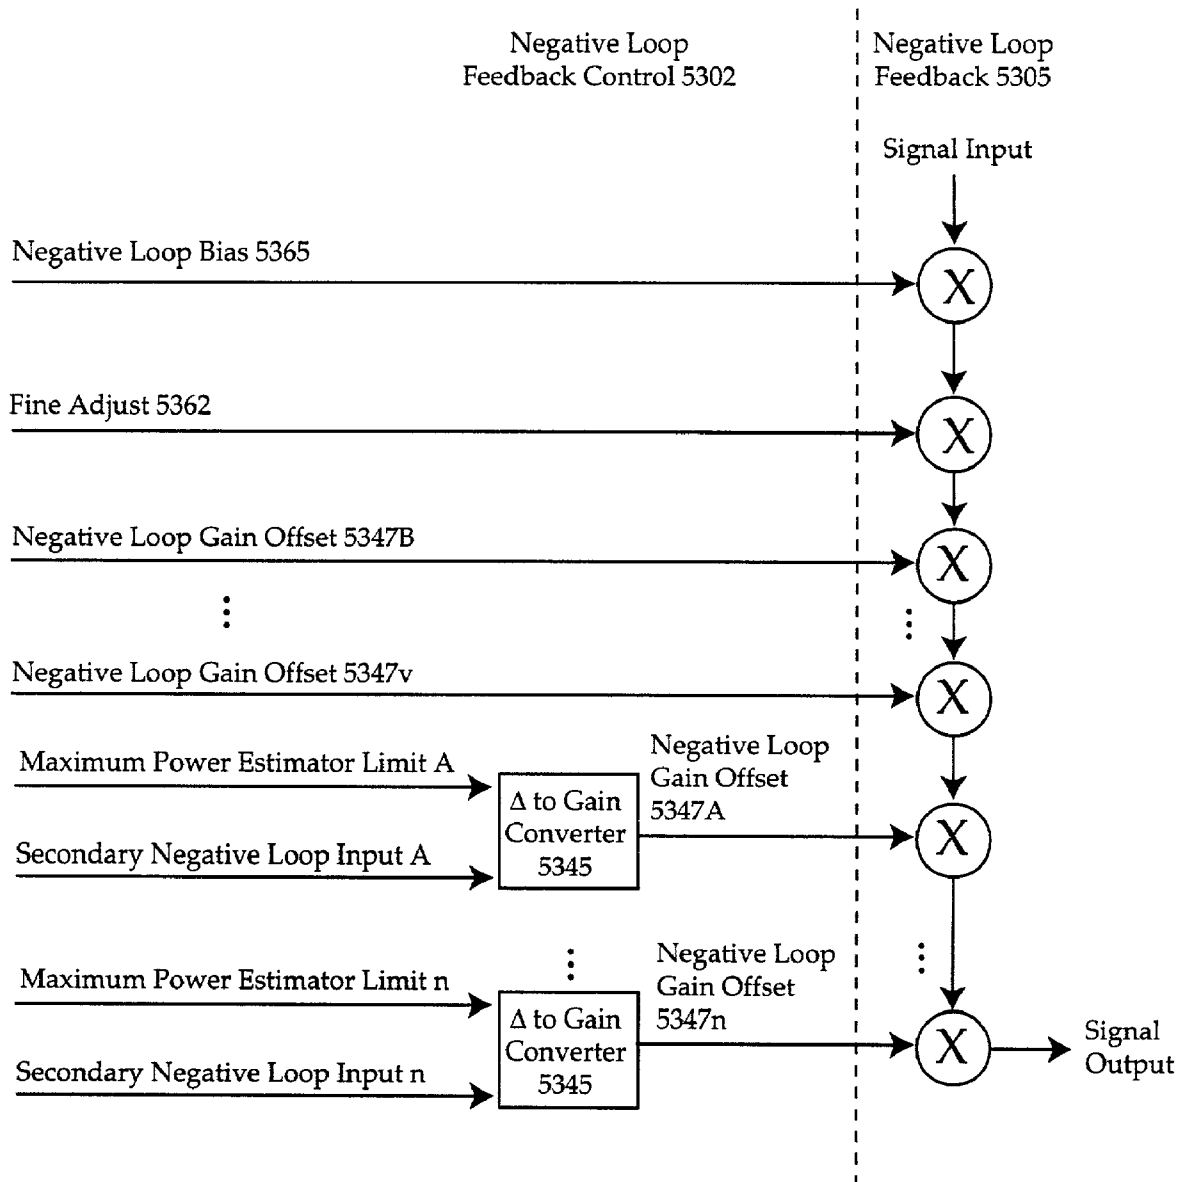 Negative Loop
Feedback Control 5302
Negative Loop
Feedback 5305
Signal Input
Negative Loop Bias 5365
X
Fine Adjust 5362
X
Negative Loop Gain Offset 5347B
X
Negative Loop Gain Offset 5347v
X
Maximum Power Estimator Limit A
Secondary Negative Loop Input A
Δ to Gain
Converter
5345
Negative Loop
Gain Offset
5347A
X
Maximum Power Estimator Limit n
Secondary Negative Loop Input n
Δ to Gain
Converter
5345
Negative Loop
Gain Offset
5347n
X
Signal
Output